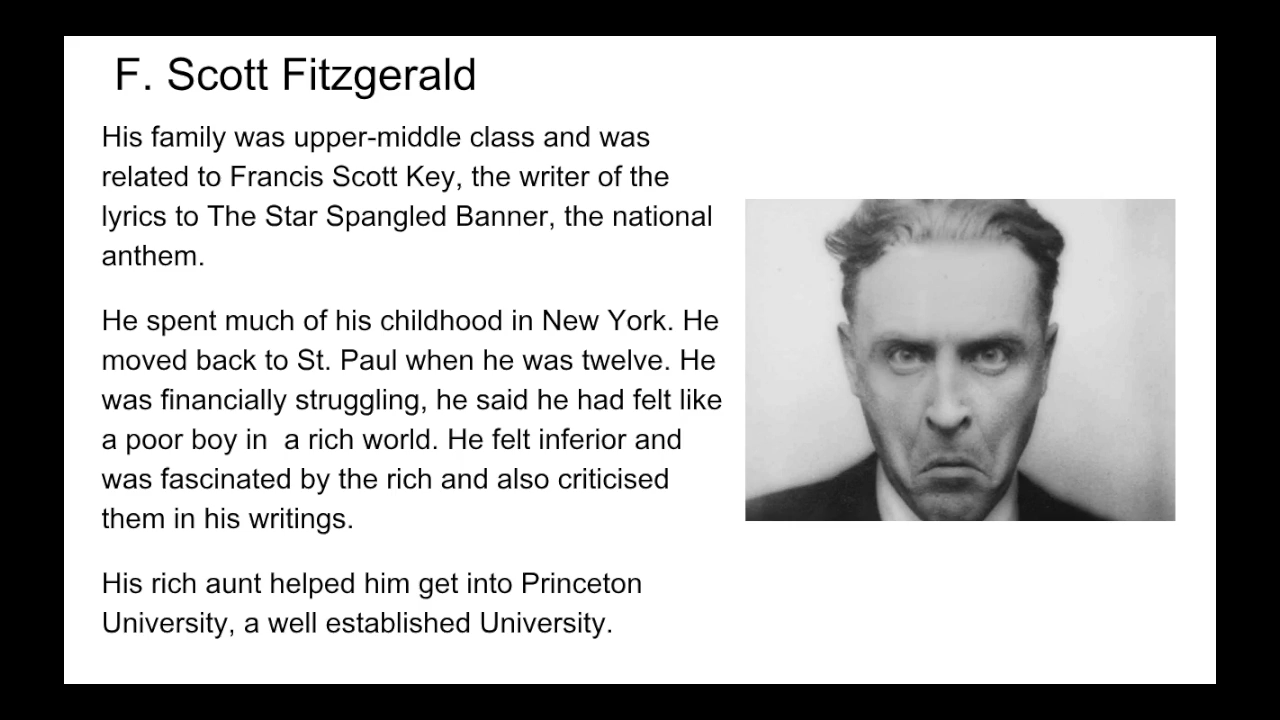 F. Scott Fitzgerald
His family was upper-middle class and was
related to Francis Scott Key, the writer of the
lyrics to The Star Spangled Banner, the national
anthem.
He spent much of his childhood in New York. He
moved back to St. Paul when he was twelve. He
was financially struggling, he said he had felt like
a poor boy in  a rich world. He felt inferior and
was fascinated by the rich and also criticised
them in his writings.
His rich aunt helped him get into Princeton
University, a well established University.